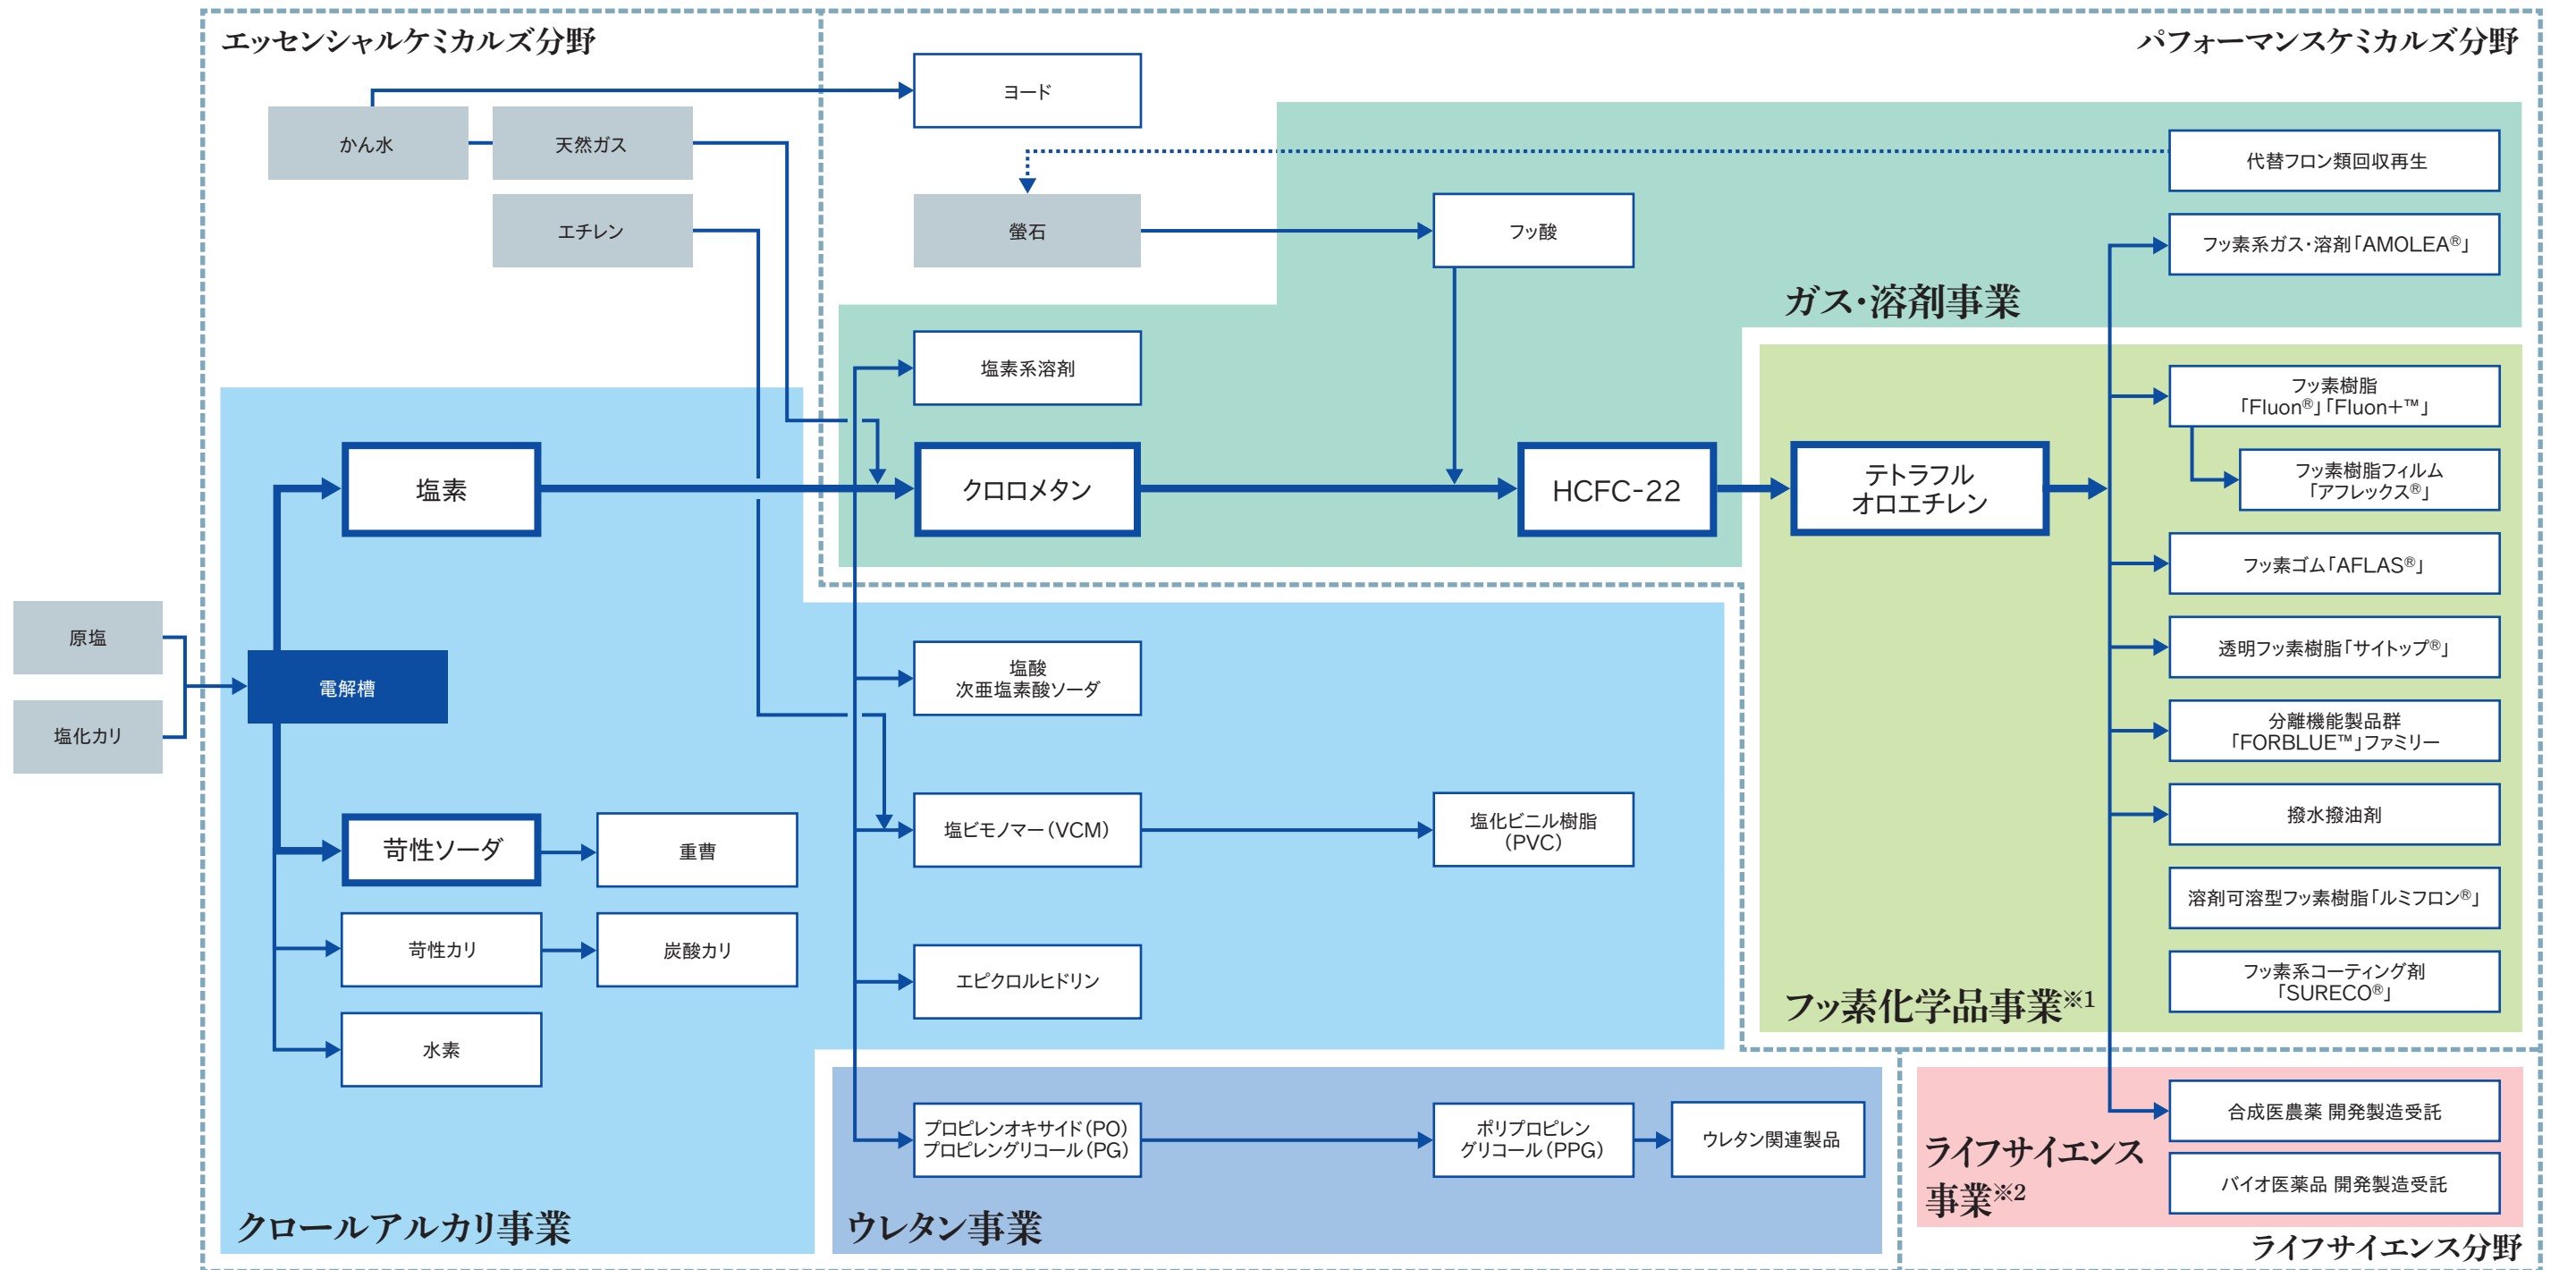 エッセンシャルケミカルズ分野
パフォーマンスケミカルズ分野
ヨード
かん水
天然ガス
代替フロン類回収再生
エチレン
螢石
フッ酸
フッ素系ガス・溶剤「AMOLEA®」
ガス・溶剤事業
塩素系溶剤
フッ素樹脂
「Fluon®」「Fluon+™」
塩素
クロロメタン
HCFC-22
テトラフル
オロエチレン
フッ素樹脂フィルム
「アフレックス®」
フッ素ゴム「AFLAS®」
原塩
塩化カリ
電解槽
塩酸
次亜塩素酸ソーダ
透明フッ素樹脂「サイトップ®」
分離機能製品群
「FORBLUE™」ファミリー
苛性ソーダ
重曹
塩ビモノマー(VCM)
塩化ビニル樹脂
(PVC)
撥水撥油剤
溶剤可溶型フッ素樹脂「ルミフロン®」
苛性カリ
炭酸カリ
エピクロルヒドリン
フッ素系コーティング剤
「SURECO®」
フッ素化学品事業※1
水素
プロピレンオキサイド(PO)
プロピレングリコール(PG)
ポリプロピレン
グリコール(PPG)
ウレタン関連製品
合成医農薬 開発製造受託
ライフサイエンス
事業※2
バイオ医薬品 開発製造受託
クロールアルカリ事業
ウレタン事業
ライフサイエンス分野